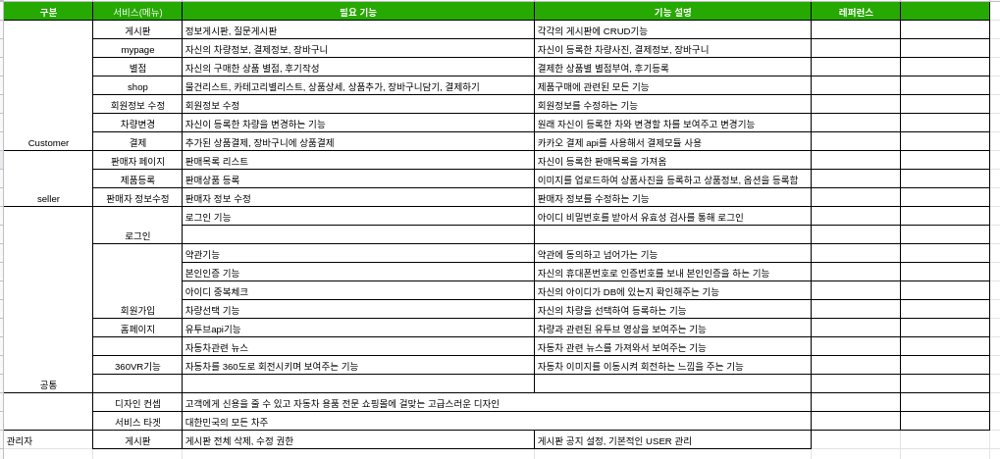 구분 서비스(메뉴) 필요 기능 기능 설명 레퍼런스
게시판 정보게시판, 질문게시판 각각의 게시판에 CRUD기능
mypage 자신의 차량정보, 결제정보, 장바구니 자신이 등록한 차량사진, 결제정보, 장바구니
별점 자신의 구매한 상품 별점, 후기작성 결제한 상품별 별점부여, 후기등록
shop 물건리스트, 카테고리별리스트, 상품상세, 상품추가, 장바구니담기, 결제하기 제품구매에 관련된 모든 기능
회원정보 수정 회원정보 수정 회원정보를 수정하는 기능
차량변경 자신이 등록한 차량을 변경하는 기능 원래 자신이 등록한 차와 변경할 차를 보여주고 변경기능
Customer 결제 추가된 상품결제, 장바구니에 상품결제 카카오 결제 api를 사용해서 결제모듈 사용
판매자 페이지 판매목록 리스트 자신이 등록한 판매목록을 가져옴
제품등록 판매상품 등록 이미지를 업로드하여 상품사진을 등록하고 상품정보, 옵션을 등록함
seller 판매자 정보수정 판매자 정보 수정 판매자 정보를 수정하는 기능
로그인 기능 아이디 비밀번호를 받아서 유효성 검사를 통해 로그인
로그인
약관기능 약관에 동의하고 넘어가는 기능
본인인증 기능 자신의 휴대폰번호로 인증번호를 보내 본인인증을 하는 기능
아이디 중복체크 자신의 아이디가 DB에 있는지 확인해주는 기능
회원가입 차량선택 기능 자신의 차량을 선택하여 등록하는 기능
홈페이지 유투브api기능 차량과 관련된 유투브 영상을 보여주는 기능
자동차관련 뉴스 자동차 관련 뉴스를 가져와서 보여주는 기능
360VR기능 자동차를 360도로 회전시키며 보여주는 기능 자동차 이미지를 이동시켜 회전하는 느낌을 주는 기능
공통
디자인 컨셉 고객에게 신용을 줄 수 있고 자동차 용품 전문 쇼핑몰에 걸맞는 고급스러운 디자인
서비스 타겟 대한민국의 모든 차주
관리자 게시판 게시판 전체 삭제, 수정 권한 게시판 공지 설정, 기본적인 USER 관리